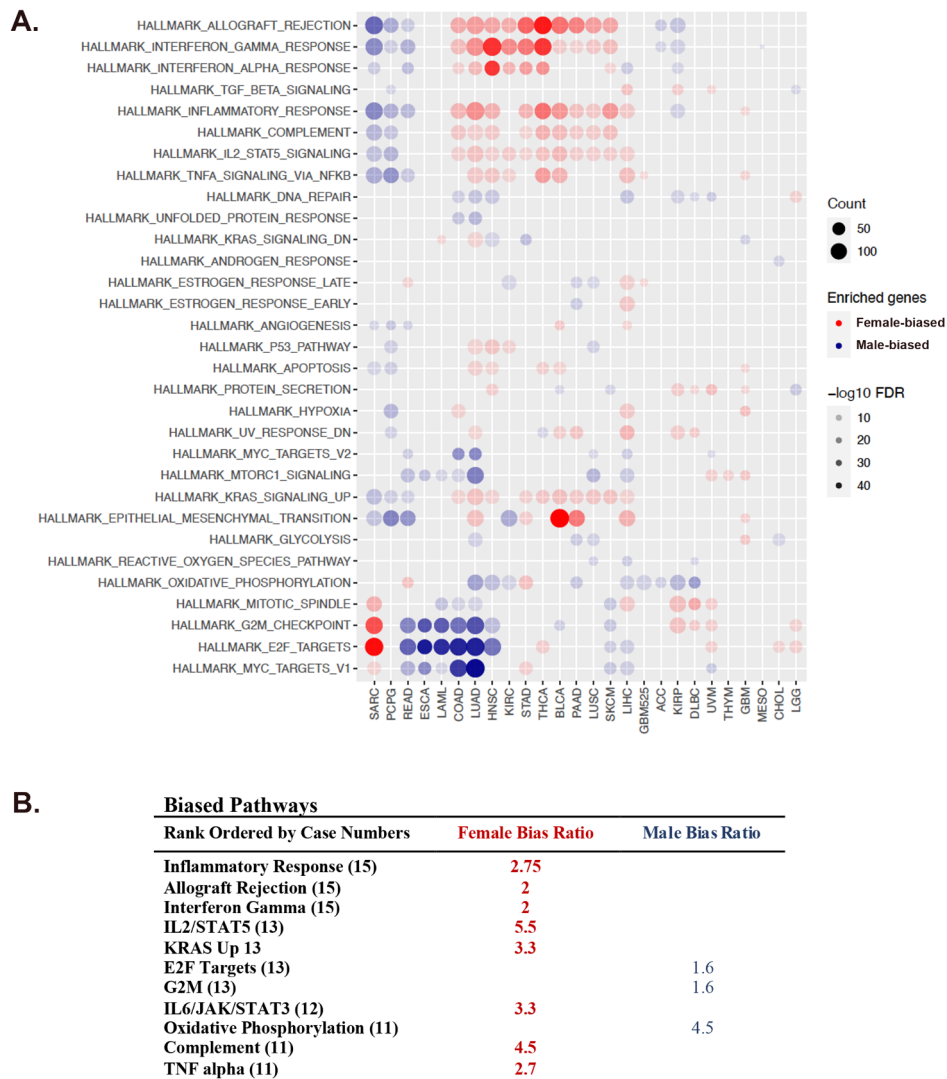 A.
HALLMARK_ALLOGRAFT_REJECTION
HALLMARK_INTERFERON_GAMMA_RESPONSE
HALLMARK_INTERFERON_ALPHA_RESPONSE
HALLMARK_TGF_BETA_SIGNALING
HALLMARK_INFLAMMATORY_RESPONSE
HALLMARK_COMPLEMENT
HALLMARK_IL2_STAT5_SIGNALING
HALLMARK_TNFA_SIGNALING_VIA_NFKB
HALLMARK_DNA_REPAIR
HALLMARK_UNFOLDED_PROTEIN_RESPONSE
HALLMARK_KRAS_SIGNALING_DN
HALLMARK_ANDROGEN_RESPONSE
HALLMARK_ESTROGEN_RESPONSE_LATE
HALLMARK_ESTROGEN_RESPONSE_EARLY
HALLMARK_ANGIOGENESIS
HALLMARK_P53_PATHWAY
HALLMARK_APOPTOSIS
HALLMARK_PROTEIN_SECRETION
HALLMARK_HYPOXIA
HALLMARK_UV_RESPONSE_DN
HALLMARK_MYC_TARGETS_V2
HALLMARK_MTORC1_SIGNALING
HALLMARK_KRAS_SIGNALING_UP
HALLMARK_EPITHELIAL_MESENCHYMAL_TRANSITION
HALLMARK_GLYCOLYSIS
HALLMARK_REACTIVE_OXYGEN_SPECIES_PATHWAY
HALLMARK_OXIDATIVE_PHOSPHORYLATION
HALLMARK_MITOTIC_SPINDLE
HALLMARK_G2M_CHECKPOINT
HALLMARK_E2F_TARGETS
HALLMARK_MYC_TARGETS_V1
SARC
PCPG
READ
ESCA
LAML
COAD
LUAD
HNSC
KIRC
STAD
THCA
BLCA
PAAD
LUSC
SKCM
LIHC
GBM525
ACC
KIRP
DLBC
UVM
THYM
GBM
MESO
CHOL
LGG
Count
50
100
Enriched genes
Female-biased
Male-biased
−log10 FDR
10
20
30
40
B.
Biased Pathways
Rank Ordered by Case Numbers Female Bias Ratio Male Bias Ratio
Inflammatory Response (15) 2.75
Allograft Rejection (15) 2
Interferon Gamma (15) 2
IL2/STAT5 (13) 5.5
KRAS Up 13 3.3
E2F Targets (13) 1.6
G2M (13) 1.6
IL6/JAK/STAT3 (12) 3.3
Oxidative Phosphorylation (11) 4.5
Complement (11) 4.5
TNF alpha (11) 2.7